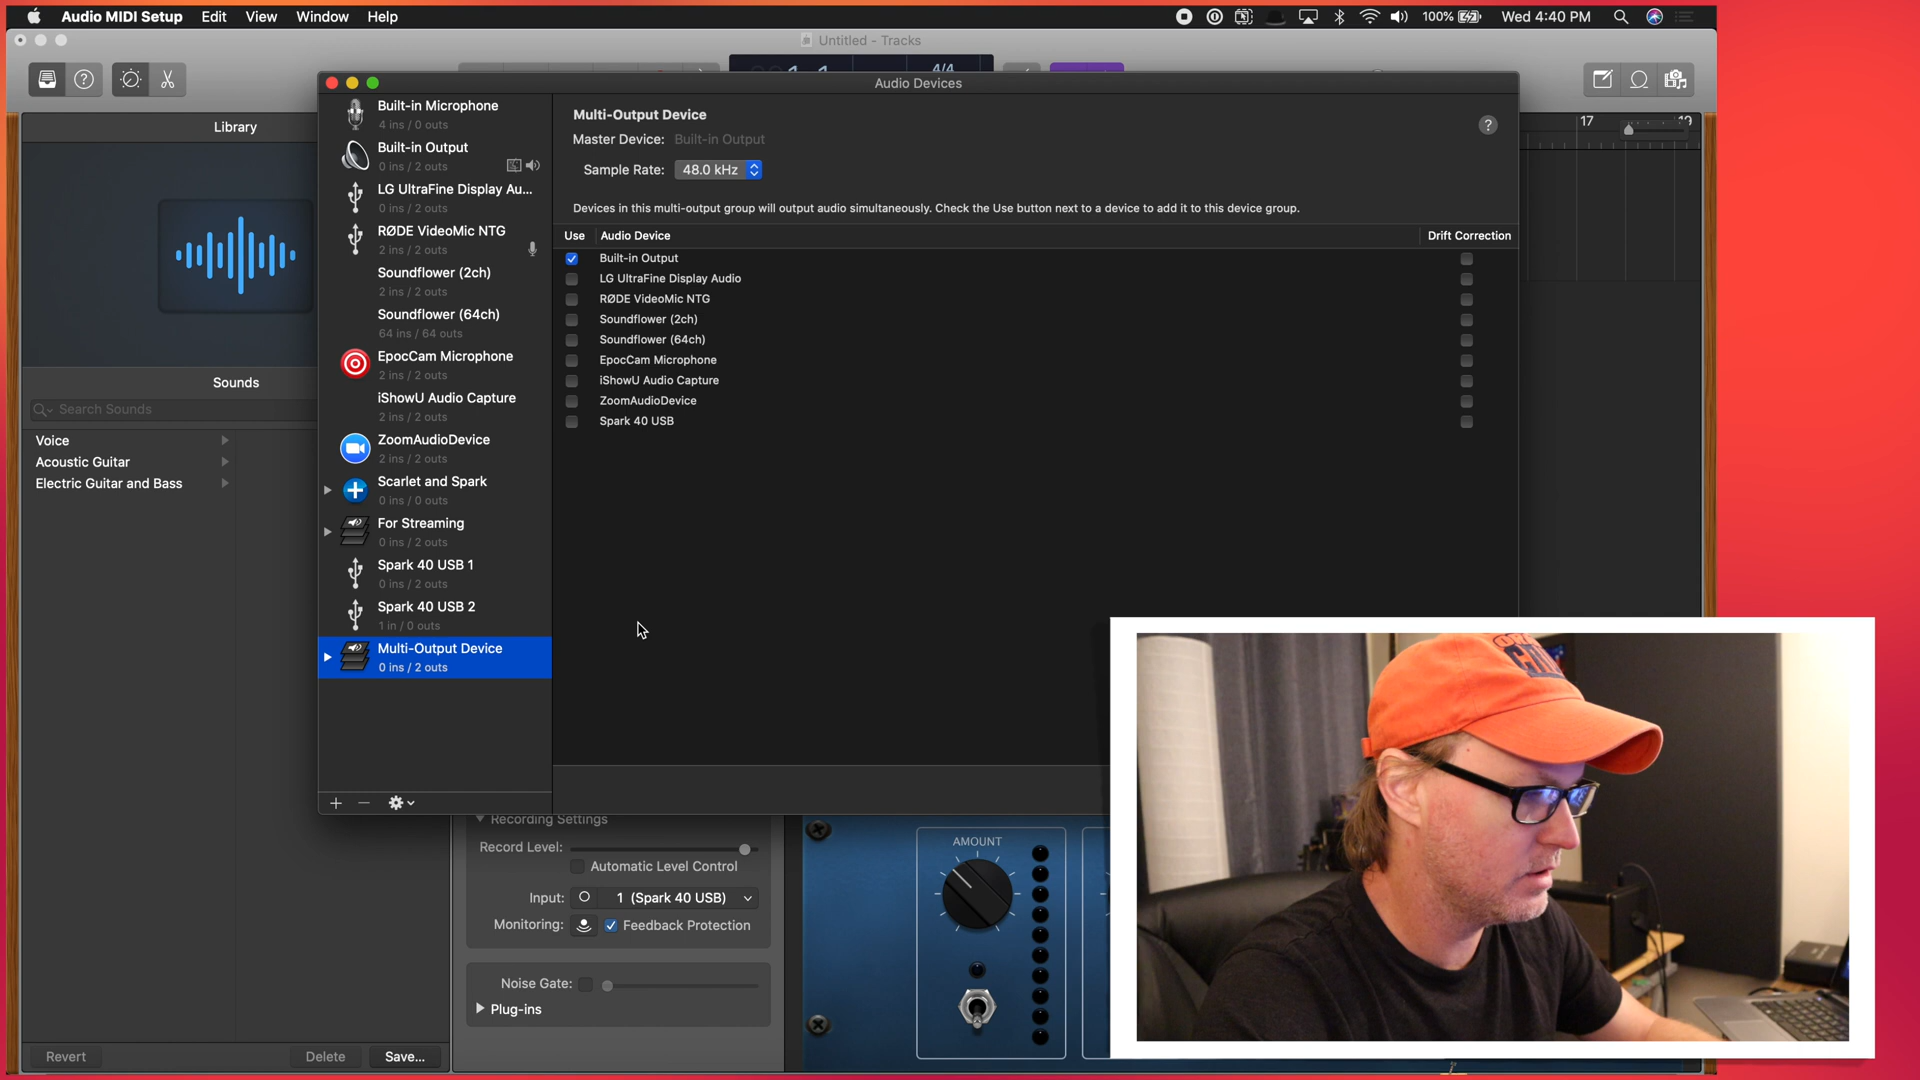 Audio MIDI Setup Edit View Window Help
100% Wed 4:40 PM
Untitled - Tracks
4/4
Audio Devices
Library
Built-in Microphone
4 ins / 0 outs
Built-in Output
0 ins / 2 outs
LG UltraFine Display Au...
0 ins / 2 outs
RØDE VideoMic NTG
2 ins / 2 outs
Soundflower (2ch)
2 ins / 2 outs
Soundflower (64ch)
64 ins / 64 outs
EpocCam Microphone
2 ins / 2 outs
iShowU Audio Capture
2 ins / 2 outs
ZoomAudioDevice
2 ins / 2 outs
Scarlet and Spark
0 ins / 0 outs
For Streaming
0 ins / 2 outs
Spark 40 USB 1
0 ins / 2 outs
Spark 40 USB 2
1 in / 0 outs
Multi-Output Device
0 ins / 2 outs
Multi-Output Device
Master Device: Built-in Output
Sample Rate: 48.0 kHz
Devices in this multi-output group will output audio simultaneously. Check the Use button next to a device to add it to this device group.
Use Audio Device Drift Correction
Built-in Output
LG UltraFine Display Audio
RØDE VideoMic NTG
Soundflower (2ch)
Soundflower (64ch)
EpocCam Microphone
iShowU Audio Capture
ZoomAudioDevice
Spark 40 USB
17
19
Sounds
Search Sounds
Voice
Acoustic Guitar
Electric Guitar and Bass
Recording Settings
Record Level:
Automatic Level Control
Input: 1 (Spark 40 USB)
Monitoring: Feedback Protection
Noise Gate:
Plug-ins
AMOUNT
Revert Delete Save...